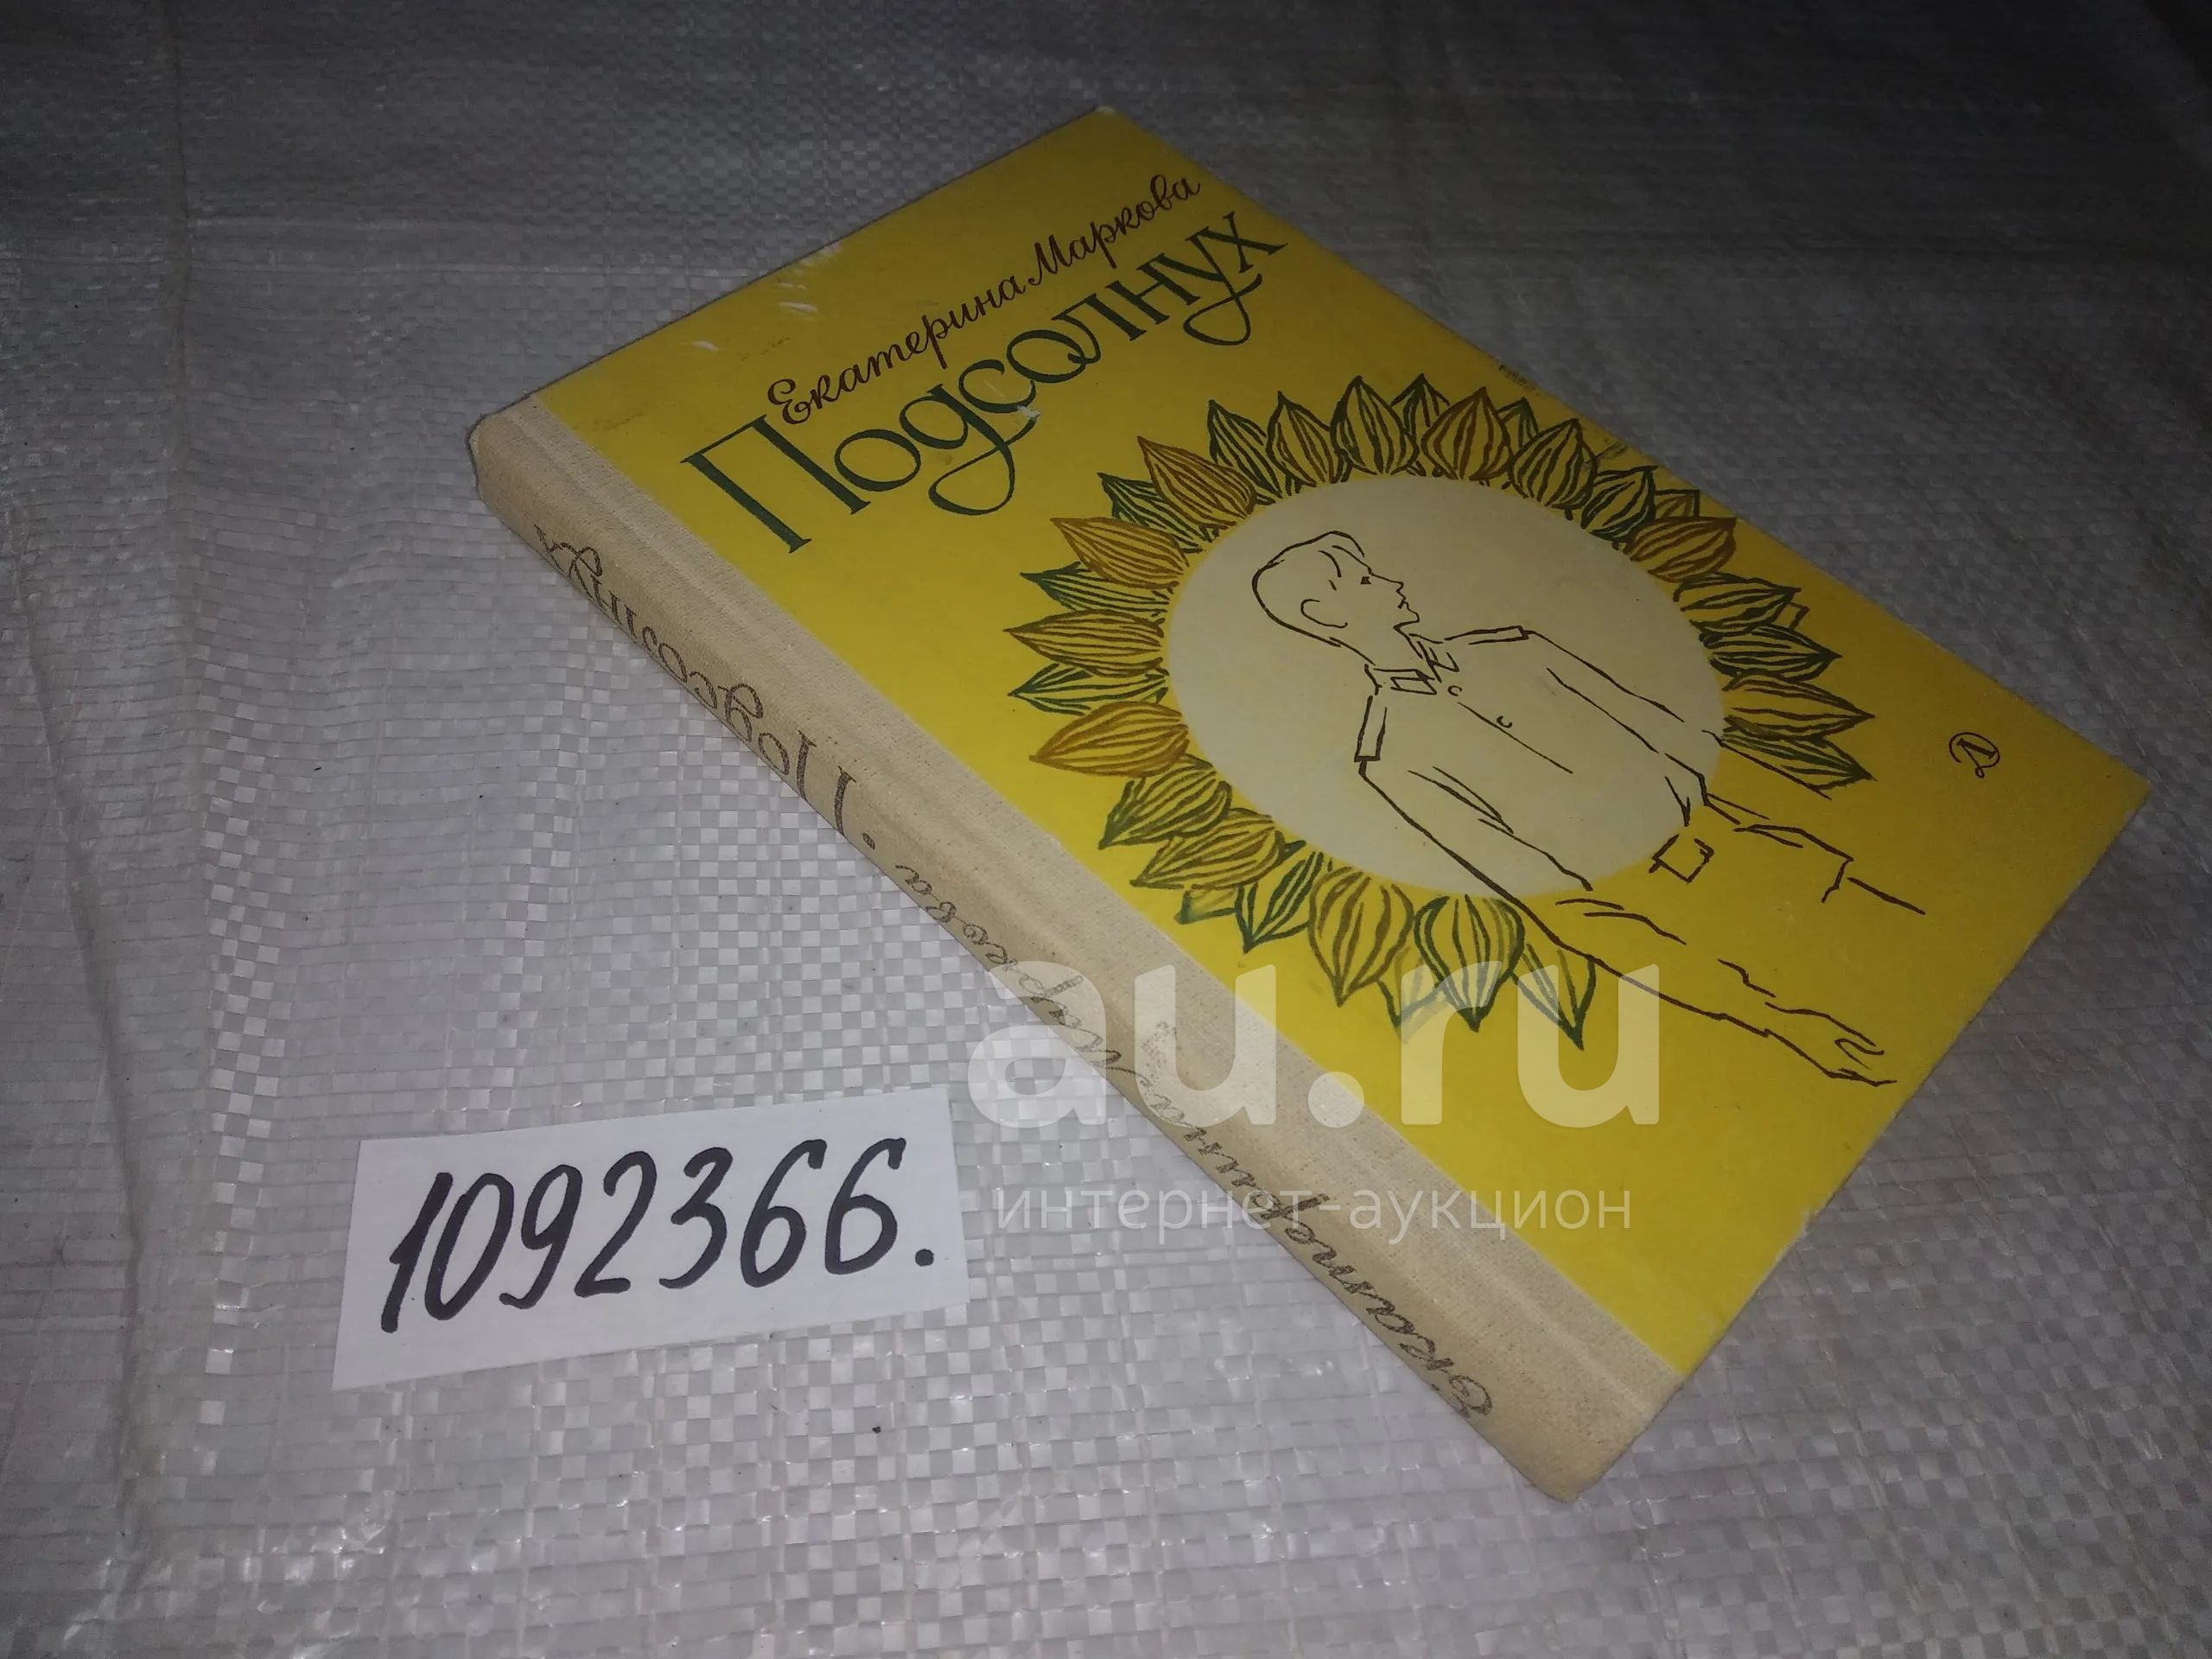 Екатерина Маркова
Подсолнух
Екатерина Маркова · Подсолнух
Д
1092366.
au.ru
интернет-аукцион